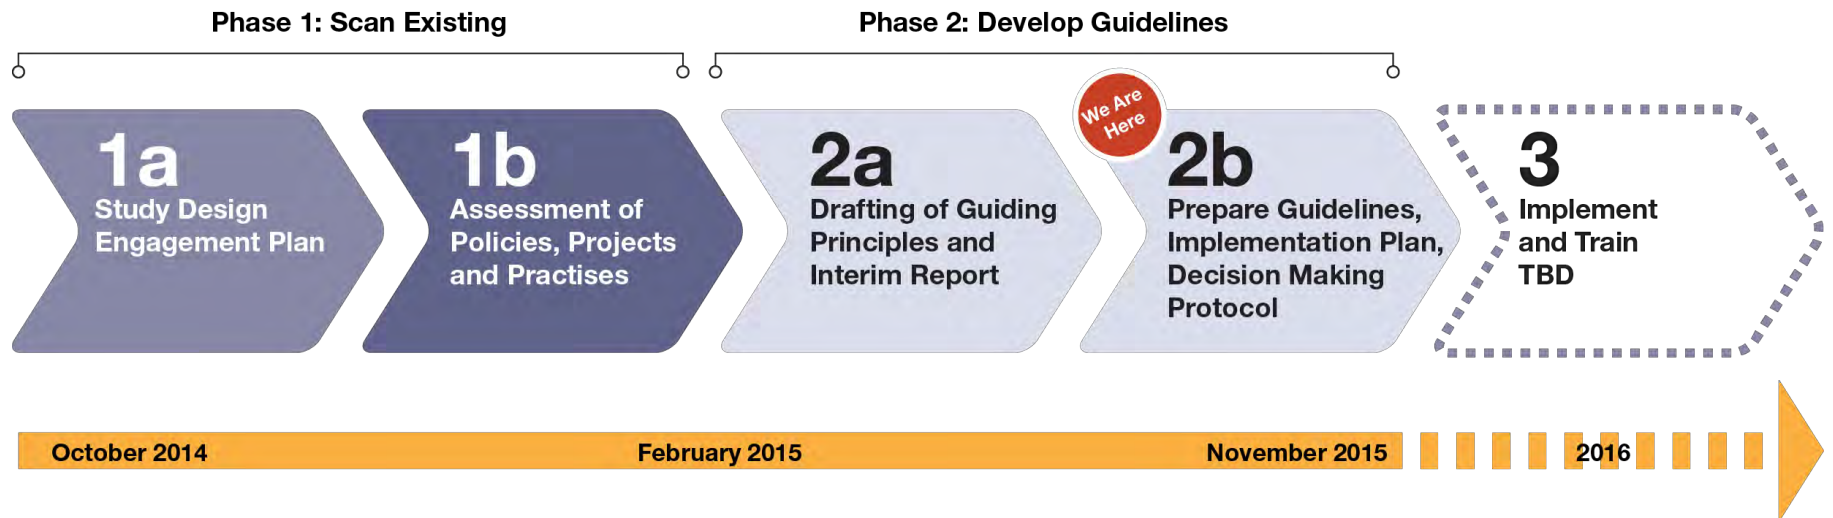 Phase 1: Scan Existing
Phase 2: Develop Guidelines
1a
Study Design
Engagement Plan
1b
Assessment of
Policies, Projects
and Practises
2a
Drafting of Guiding
Principles and
Interim Report
We Are
Here
2b
Prepare Guidelines,
Implementation Plan,
Decision Making
Protocol
3
Implement
and Train
TBD
October 2014
February 2015
November 2015
2016